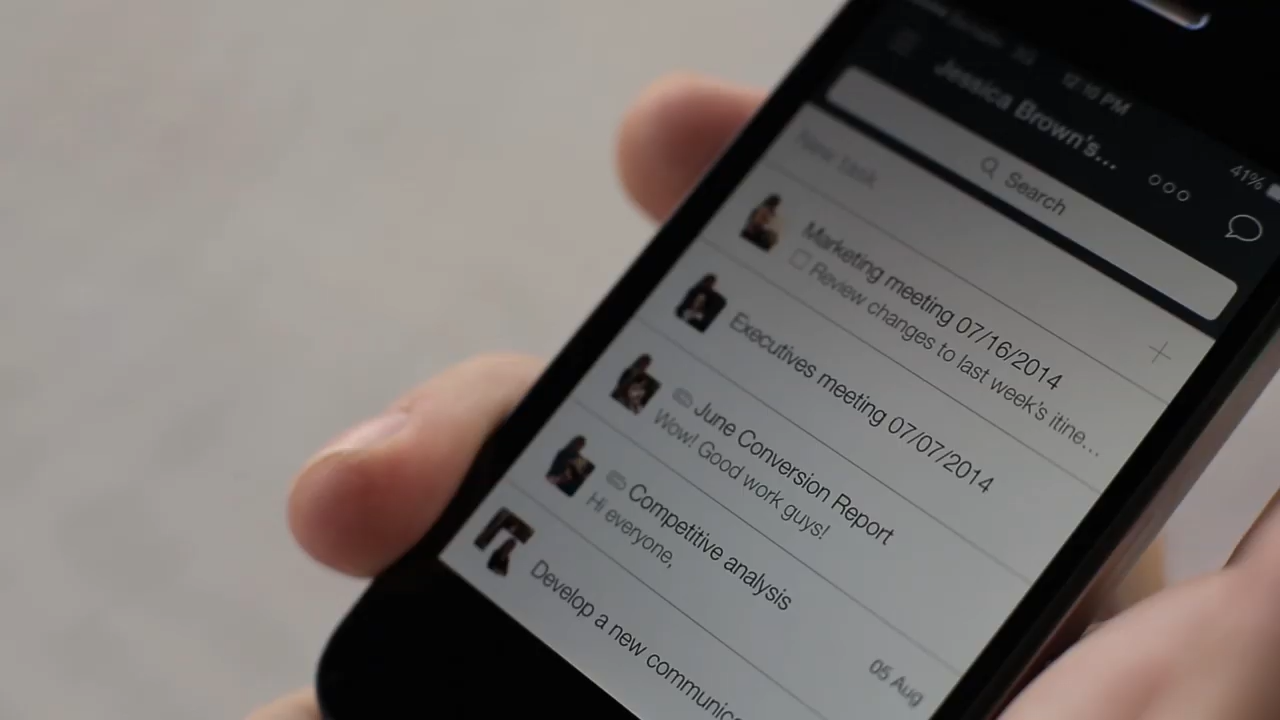 12:10 PM
41%
Jessica Brown's...
Search
New task
Marketing meeting 07/16/2014
Review changes to last week's itine...
Executives meeting 07/07/2014
June Conversion Report
Wow! Good work guys!
Competitive analysis
Hi everyone,
05 Aug
Develop a new communic